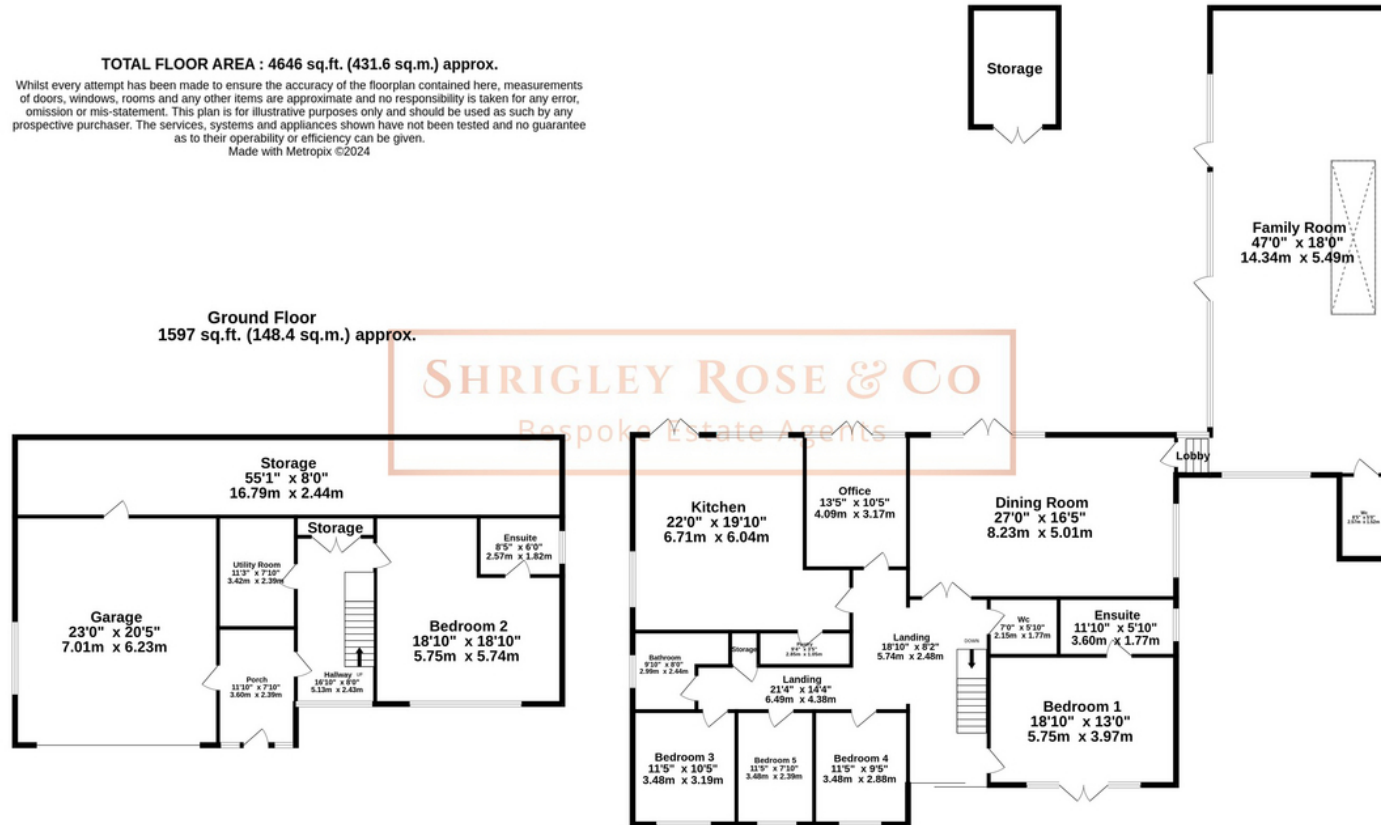 TOTAL FLOOR AREA : 4646 sq.ft. (431.6 sq.m.) approx.
Whilst every attempt has been made to ensure the accuracy of the floorplan contained here, measurements
of doors, windows, rooms and any other items are approximate and no responsibility is taken for any error,
omission or mis-statement. This plan is for illustrative purposes only and should be used as such by any
prospective purchaser. The services, systems and appliances shown have not been tested and no guarantee
as to their operability or efficiency can be given.
Made with Metropix ©2024
Storage
Family Room
47'0" x 18'0"
14.34m x 5.49m
Ground Floor
1597 sq.ft. (148.4 sq.m.) approx.
SHRIGLEY ROSE & CO
Bespoke Estate Agents
Storage
55'1" x 8'0"
16.79m x 2.44m
Storage
Ensuite
8'5" x 6'0"
2.57m x 1.82m
Utility Room
11'3" x 7'10"
3.42m x 2.39m
Garage
23'0" x 20'5"
7.01m x 6.23m
Bedroom 2
18'10" x 18'10"
5.75m x 5.74m
Porch
11'10" x 7'10"
3.60m x 2.39m
Hallway
UP
16'10" x 8'0"
5.13m x 2.43m
Kitchen
22'0" x 19'10"
6.71m x 6.04m
Office
13'5" x 10'5"
4.09m x 3.17m
Dining Room
27'0" x 16'5"
8.23m x 5.01m
Lobby
Landing
18'10" x 8'2"
5.74m x 2.48m
DOWN
Wc
7'0" x 5'10"
2.15m x 1.77m
Ensuite
11'10" x 5'10"
3.60m x 1.77m
Bathroom
9'10" x 8'0"
2.99m x 2.44m
Storage
Landing
21'4" x 14'4"
6.49m x 4.38m
Bedroom 1
18'10" x 13'0"
5.75m x 3.97m
Bedroom 3
11'5" x 10'5"
3.48m x 3.19m
Bedroom 5
11'5" x 7'10"
3.48m x 2.39m
Bedroom 4
11'5" x 9'5"
3.48m x 2.88m